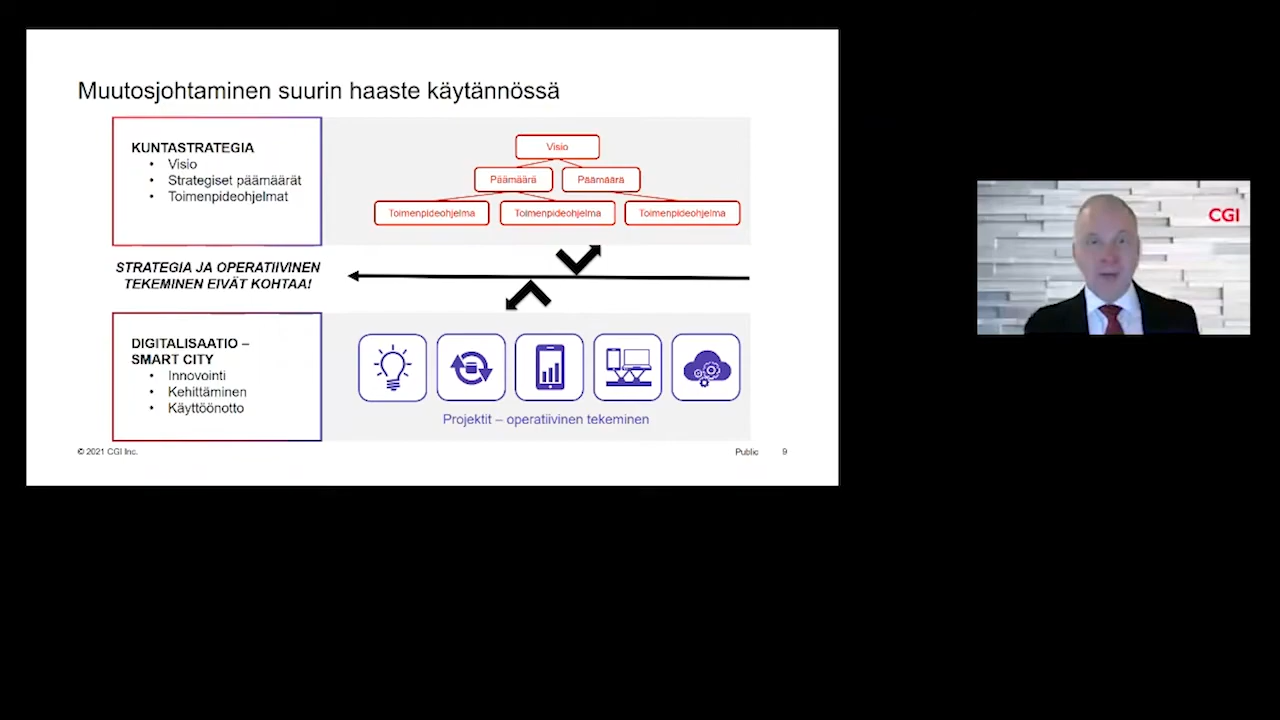 Muutosjohtaminen suurin haaste käytännössä
KUNTASTRATEGIA
• Visio
• Strategiset päämäärät
• Toimenpideohjelmat
Visio
Päämäärä Päämäärä
Toimenpideohjelma Toimenpideohjelma Toimenpideohjelma
STRATEGIA JA OPERATIIVINEN
TEKEMINEN EIVÄT KOHTAA!
DIGITALISAATIO –
SMART CITY
• Innovointi
• Kehittäminen
• Käyttöönotto
Projektit – operatiivinen tekeminen
© 2021 CGI Inc.
Public 9
CGI